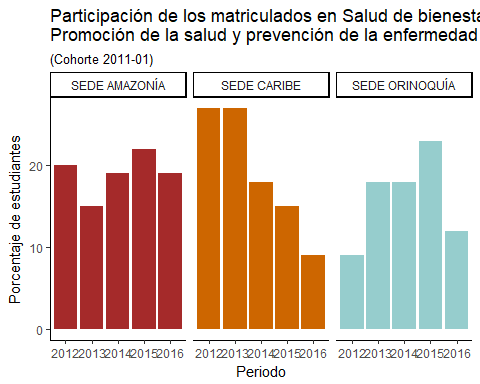 Participación de los matriculados en Salud de
Promoción de la salud y prevención de la enfermedad
(Cohorte 2011-01)
SEDE AMAZONÍA SEDE CARIBE SEDE ORINOQUÍA
Porcentaje de estudiantes
20
10
0
2012 2013 2014 2015 2016 2012 2013 2014 2015 2016 2012 2013 2014 2015 2016
Periodo